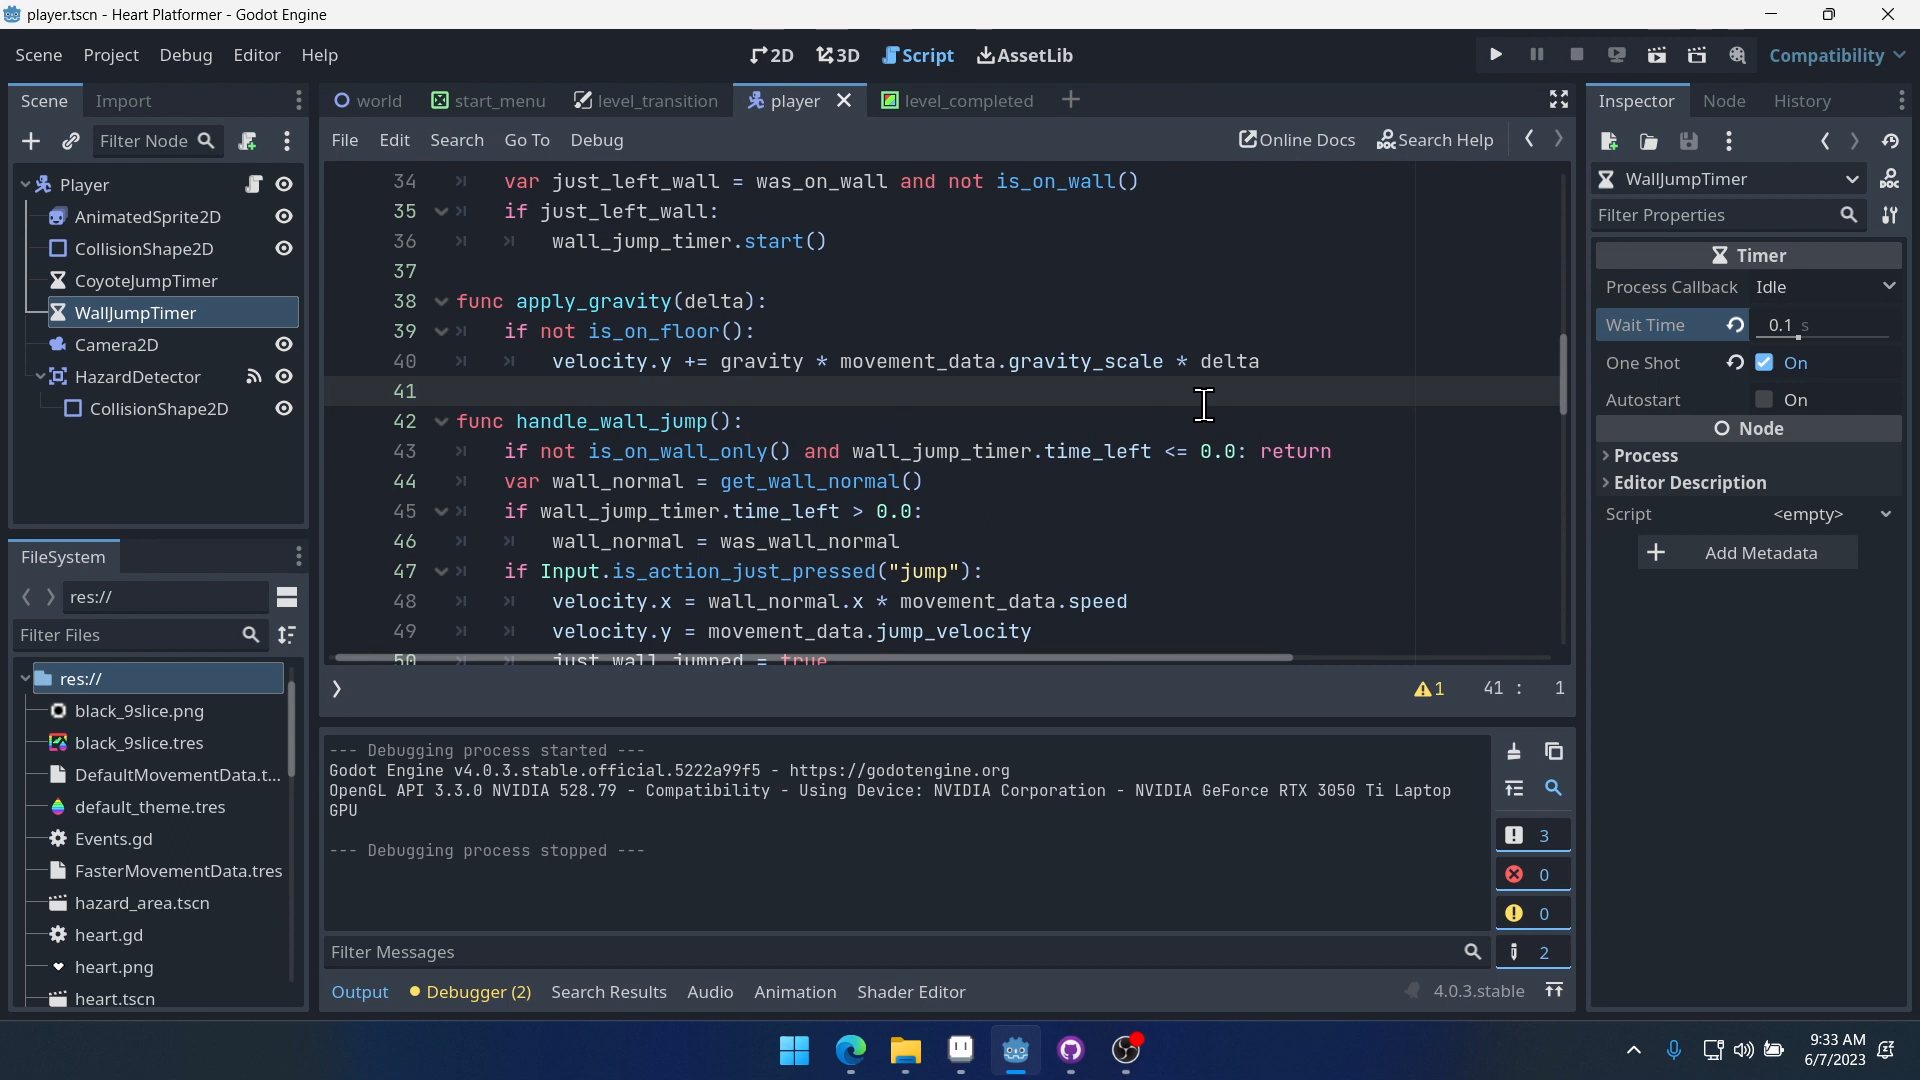 player.tscn - Heart Platformer - Godot Engine
Scene Project Debug Editor Help
2D 3D Script AssetLib
Compatibility
Scene Import
Filter Node
Player
AnimatedSprite2D
CollisionShape2D
CoyoteJumpTimer
WallJumpTimer
Camera2D
HazardDetector
CollisionShape2D
FileSystem
res://
Filter Files
res://
black_9slice.png
black_9slice.tres
DefaultMovementData.t...
default_theme.tres
Events.gd
FasterMovementData.tres
hazard_area.tscn
heart.gd
heart.png
heart.tscn
world start_menu level_transition player level_completed
File Edit Search Go To Debug
Online Docs Search Help
34 var just_left_wall = was_on_wall and not is_on_wall()
35 if just_left_wall:
36 wall_jump_timer.start()
37
38 func apply_gravity(delta):
39 if not is_on_floor():
40 velocity.y += gravity * movement_data.gravity_scale * delta
41
42 func handle_wall_jump():
43 if not is_on_wall_only() and wall_jump_timer.time_left <= 0.0: return
44 var wall_normal = get_wall_normal()
45 if wall_jump_timer.time_left > 0.0:
46 wall_normal = was_wall_normal
47 if Input.is_action_just_pressed("jump"):
48 velocity.x = wall_normal.x * movement_data.speed
49 velocity.y = movement_data.jump_velocity
50 just_wall_jumped = true
1 41 : 1
--- Debugging process started ---
Godot Engine v4.0.3.stable.official.5222a99f5 - https://godotengine.org
OpenGL API 3.3.0 NVIDIA 528.79 - Compatibility - Using Device: NVIDIA Corporation - NVIDIA GeForce RTX 3050 Ti Laptop
GPU
--- Debugging process stopped ---
3
0
0
2
Filter Messages
Output Debugger (2) Search Results Audio Animation Shader Editor
4.0.3.stable
Inspector Node History
WallJumpTimer
Filter Properties
Timer
Process Callback Idle
Wait Time 0.1 s
One Shot On
Autostart On
Node
Process
Editor Description
Script <empty>
Add Metadata
9:33 AM
6/7/2023